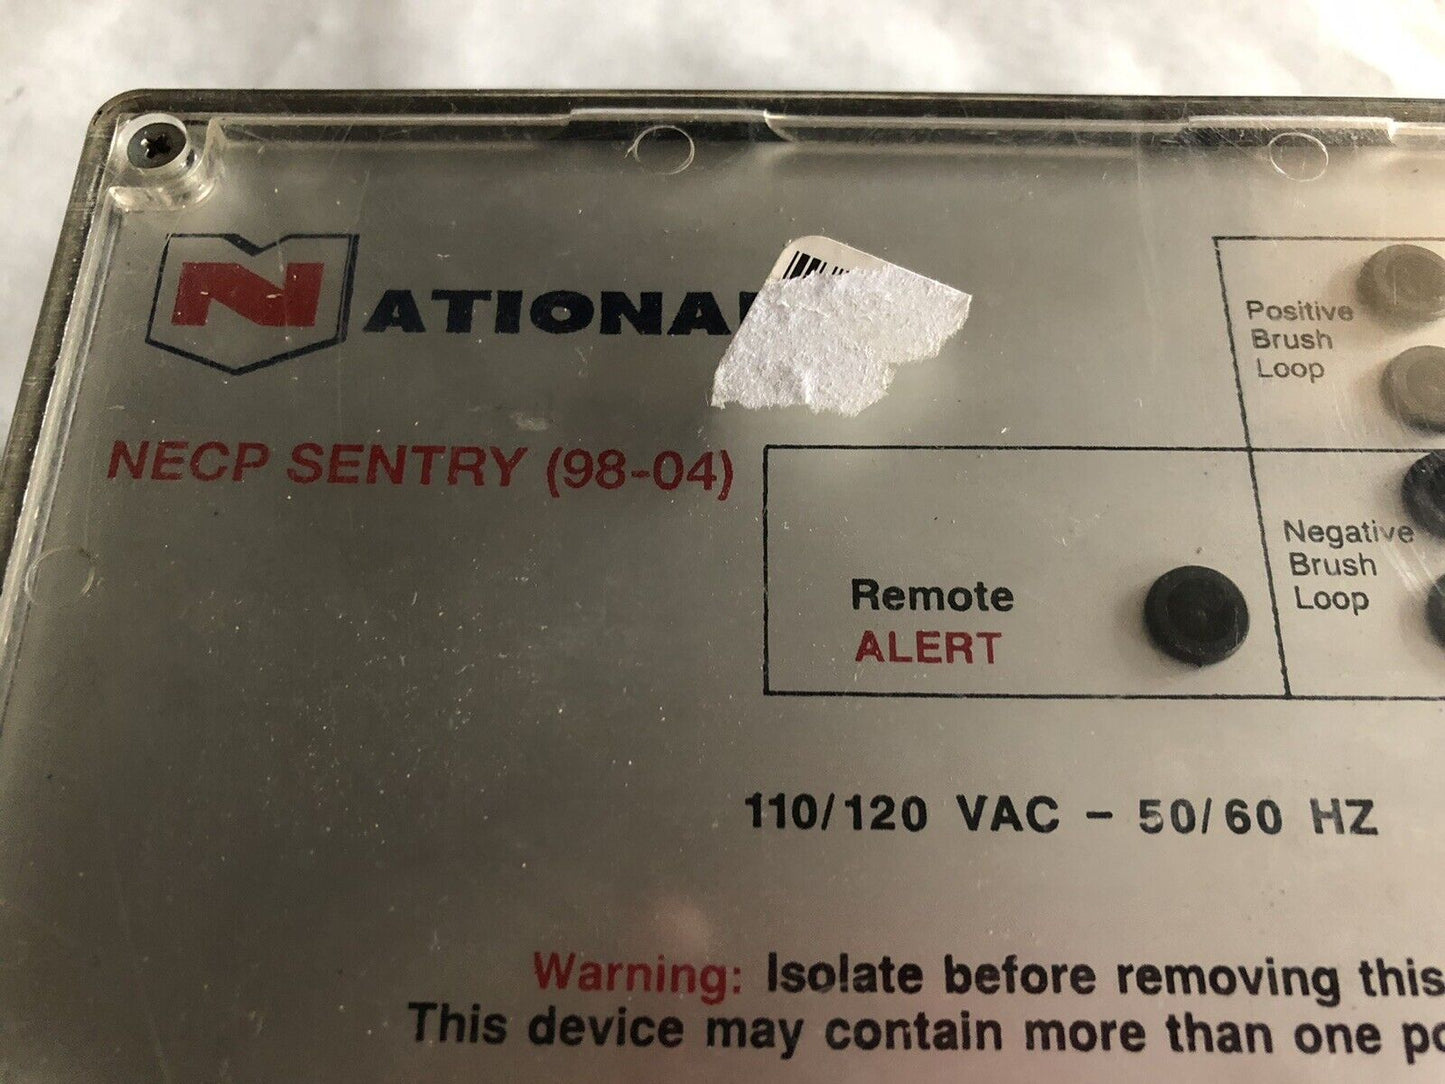 NATIONAL
NECP SENTRY (98-04)
Positive
Brush
Loop
Negative
Brush
Loop
Remote
ALERT
110/120 VAC - 50/60 HZ
Warning: Isolate before removing this
This device may contain more than one